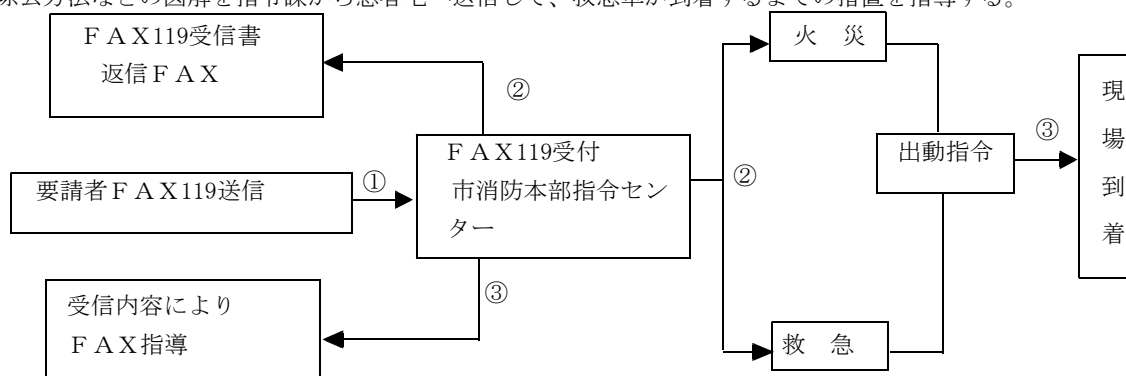 除去方法などの図解を指令課から患者宅へ送信して、救急車が到着するまでの措置を指導する。
ＦＡＸ119受信書
返信ＦＡＸ
②
火 災
ＦＡＸ119受付
市消防本部指令セン
ター
要請者ＦＡＸ119送信
①
②
出動指令
③
現
場
到
着
③
受信内容により
ＦＡＸ指導
救 急